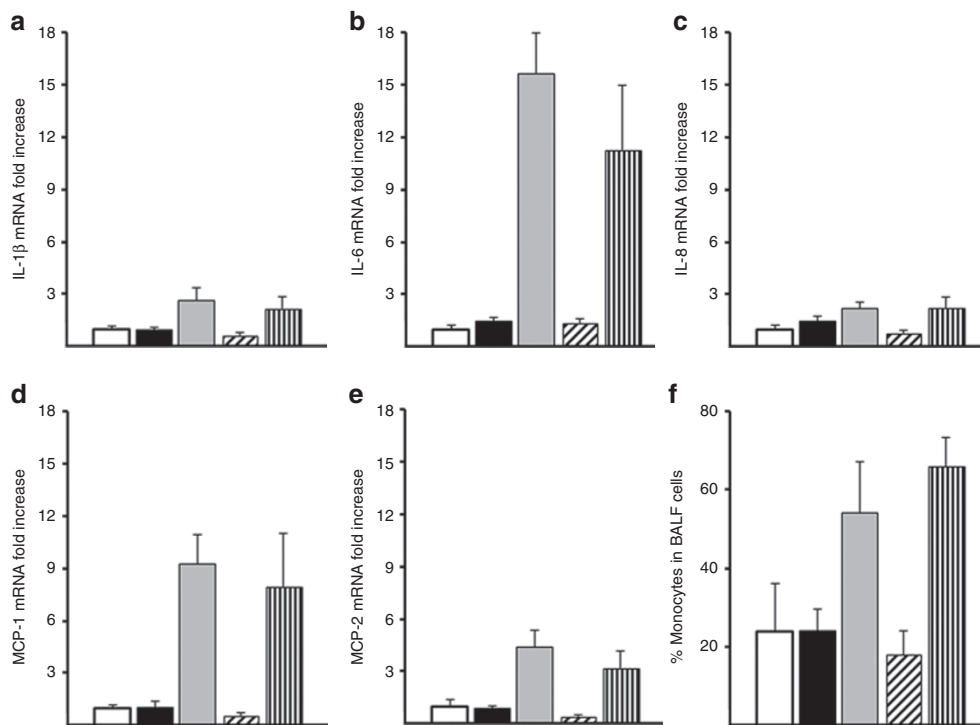 a
18
15
12
9
6
3
IL-1β mRNA fold increase
b
18
15
12
9
6
3
IL-6 mRNA fold increase
c
18
15
12
9
6
3
IL-8 mRNA fold increase
d
18
15
12
9
6
3
MCP-1 mRNA fold increase
e
18
15
12
9
6
3
MCP-2 mRNA fold increase
f
80
60
40
20
% Monocytes in BALF cells